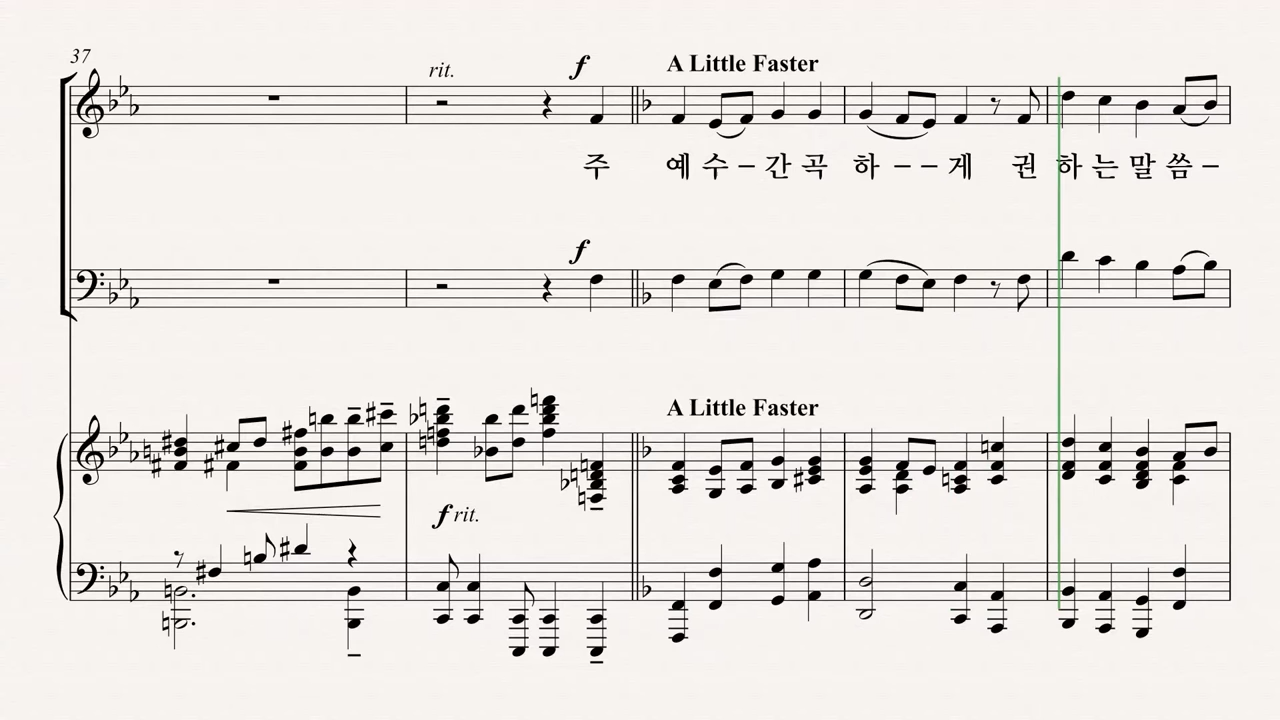 37
rit.
f
A Little Faster
주 예 수 – 간 곡 하 – – 게 권 하 는 말 씀 –
f
A Little Faster
f rit.